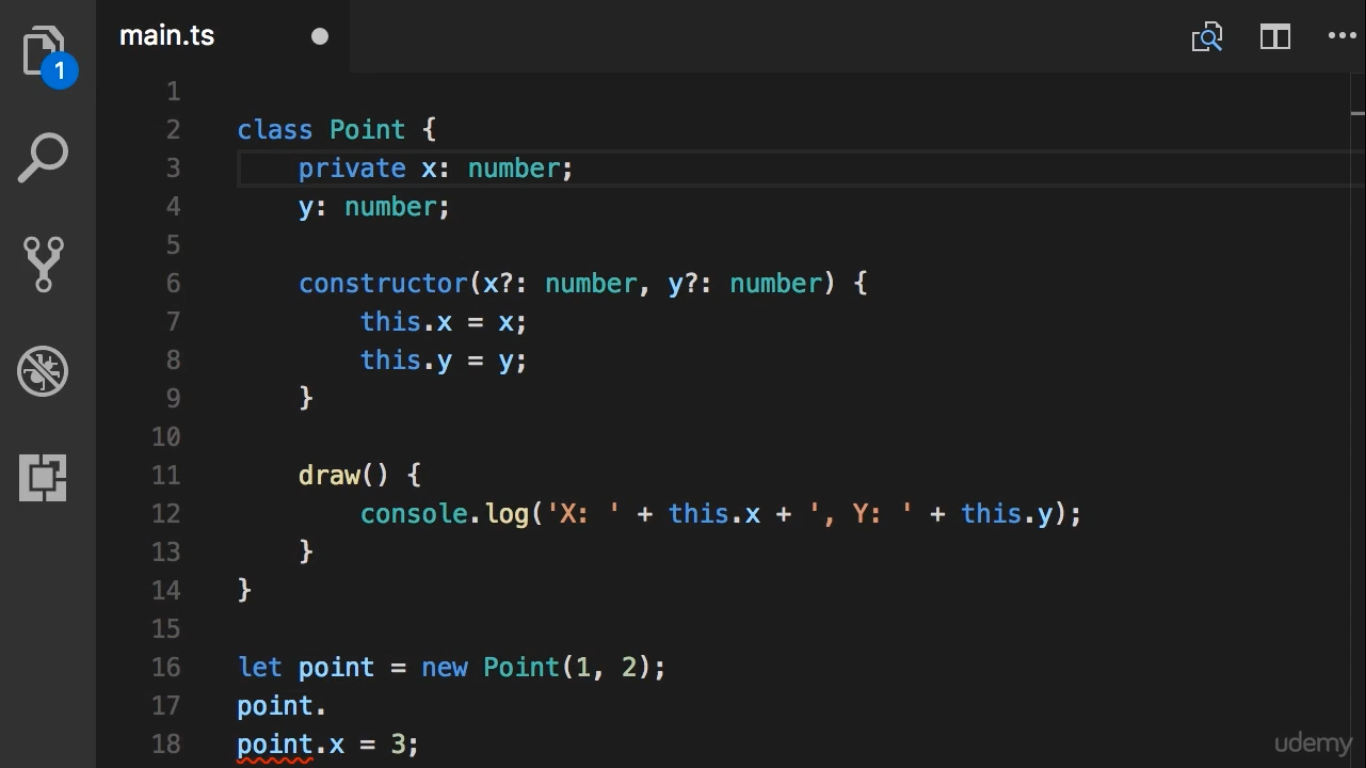 main.ts
1
1
2 class Point {
3 private x: number;
4 y: number;
5
6 constructor(x?: number, y?: number) {
7 this.x = x;
8 this.y = y;
9 }
10
11 draw() {
12 console.log('X: ' + this.x + ', Y: ' + this.y);
13 }
14 }
15
16 let point = new Point(1, 2);
17 point.
18 point.x = 3;
udemy